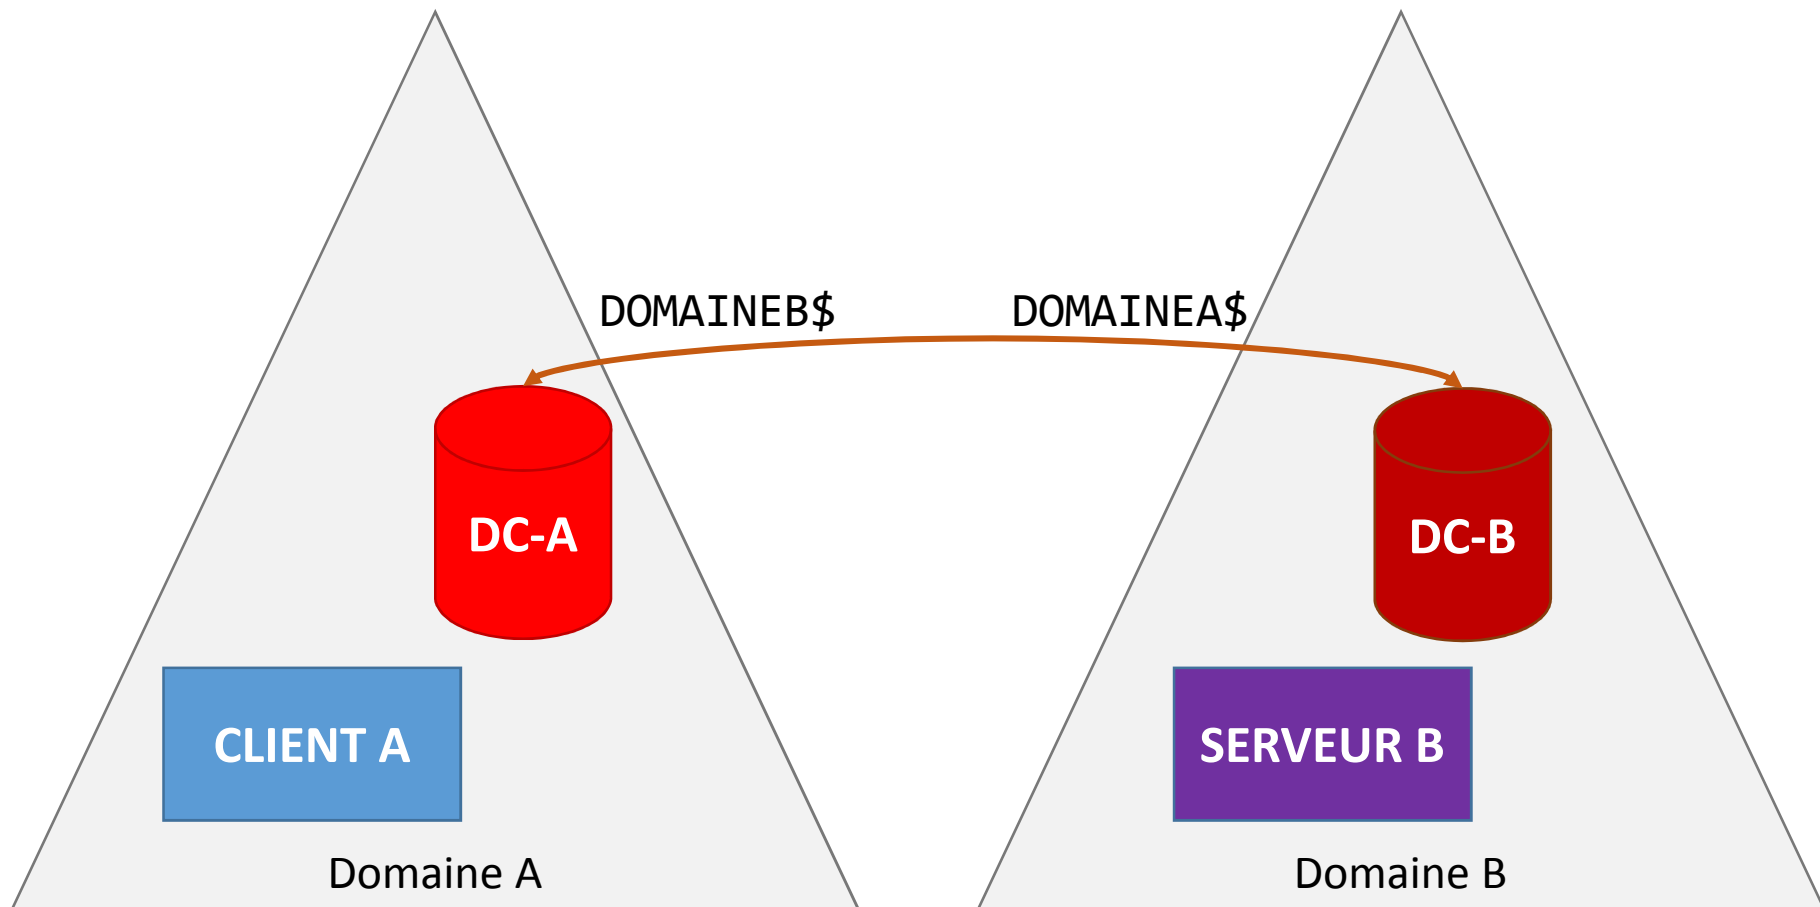 DOMAINEB$
DOMAINEA$
DC-A
DC-B
CLIENT A
SERVEUR B
Domaine A
Domaine B